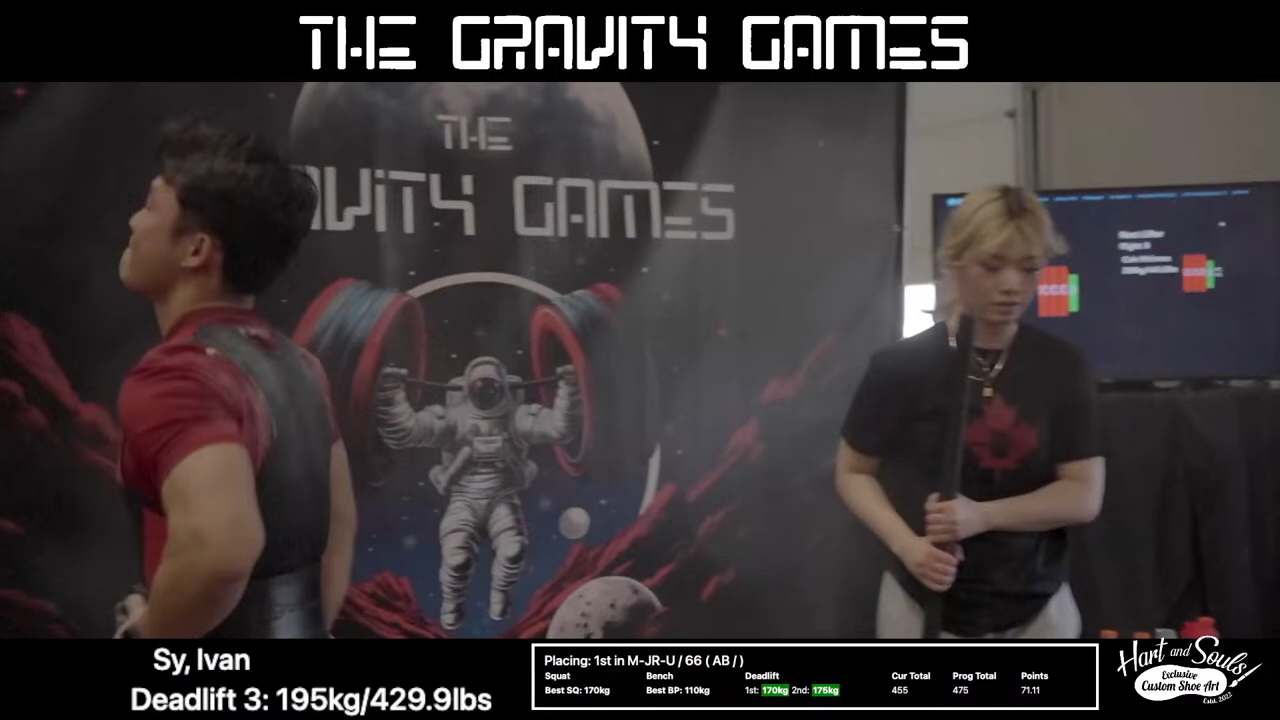 THE GRAVITY GAMES
THE
GAMES
Sy, Ivan
Deadlift 3: 195kg/429.9lbs
Placing: 1st in M-JR-U / 66 ( AB / )
Squat Bench Deadlift Cur Total Prog Total Points
Best SQ: 170kg Best BP: 110kg 1st: 170kg 2nd: 175kg 455 475 71.11
Hart and Souls
Exclusive
Custom Shoe Art
Estd. 2022